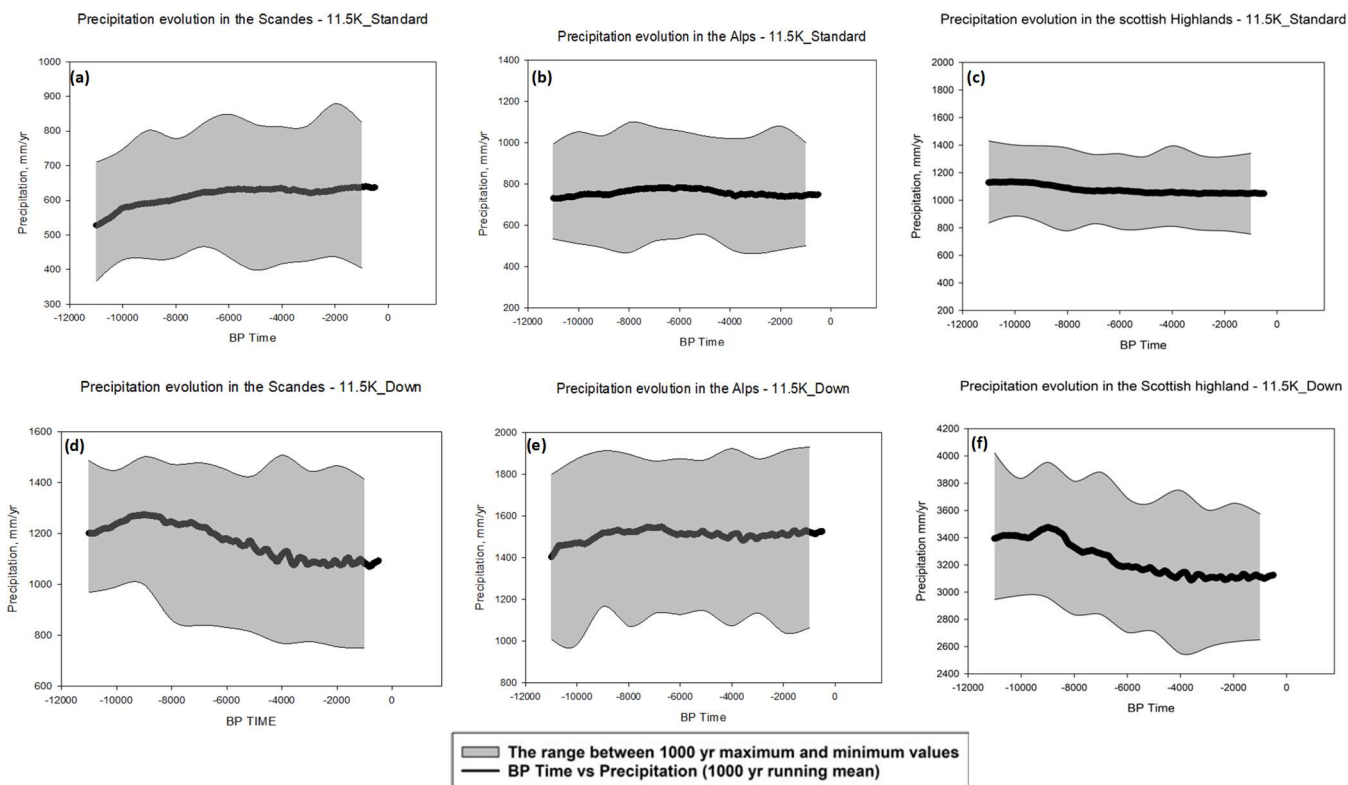 Precipitation evolution in the Scandes - 11.5K_Standard
(a)
Precipitation, mm/yr
1000
900
800
700
600
500
400
300
-12000 -10000 -8000 -6000 -4000 -2000 0
BP Time
Precipitation evolution in the Alps - 11.5K_Standard
(b)
Precipitation, mm/yr
1400
1200
1000
800
600
400
200
-12000 -10000 -8000 -6000 -4000 -2000 0
BP Time
Precipitation evolution in the scottish Highlands - 11.5K_Standard
(c)
Precipitation, mm/yr
2000
1800
1600
1400
1200
1000
800
600
400
200
-12000 -10000 -8000 -6000 -4000 -2000 0
BP Time
Precipitation evolution in the Scandes - 11.5K_Down
(d)
Precipitation, mm/yr
1600
1400
1200
1000
800
600
-12000 -10000 -8000 -6000 -4000 -2000 0
BP TIME
Precipitation evolution in the Alps - 11.5K_Down
(e)
Precipitation, mm/yr
2000
1800
1600
1400
1200
1000
800
-12000 -10000 -8000 -6000 -4000 -2000 0
BP Time
Precipitation evolution in the Scottish highland - 11.5K_Down
(f)
Precipitation mm/yr
4200
4000
3800
3600
3400
3200
3000
2800
2600
2400
-12000 -10000 -8000 -6000 -4000 -2000 0
BP Time
The range between 1000 yr maximum and minimum values
BP Time vs Precipitation (1000 yr running mean)